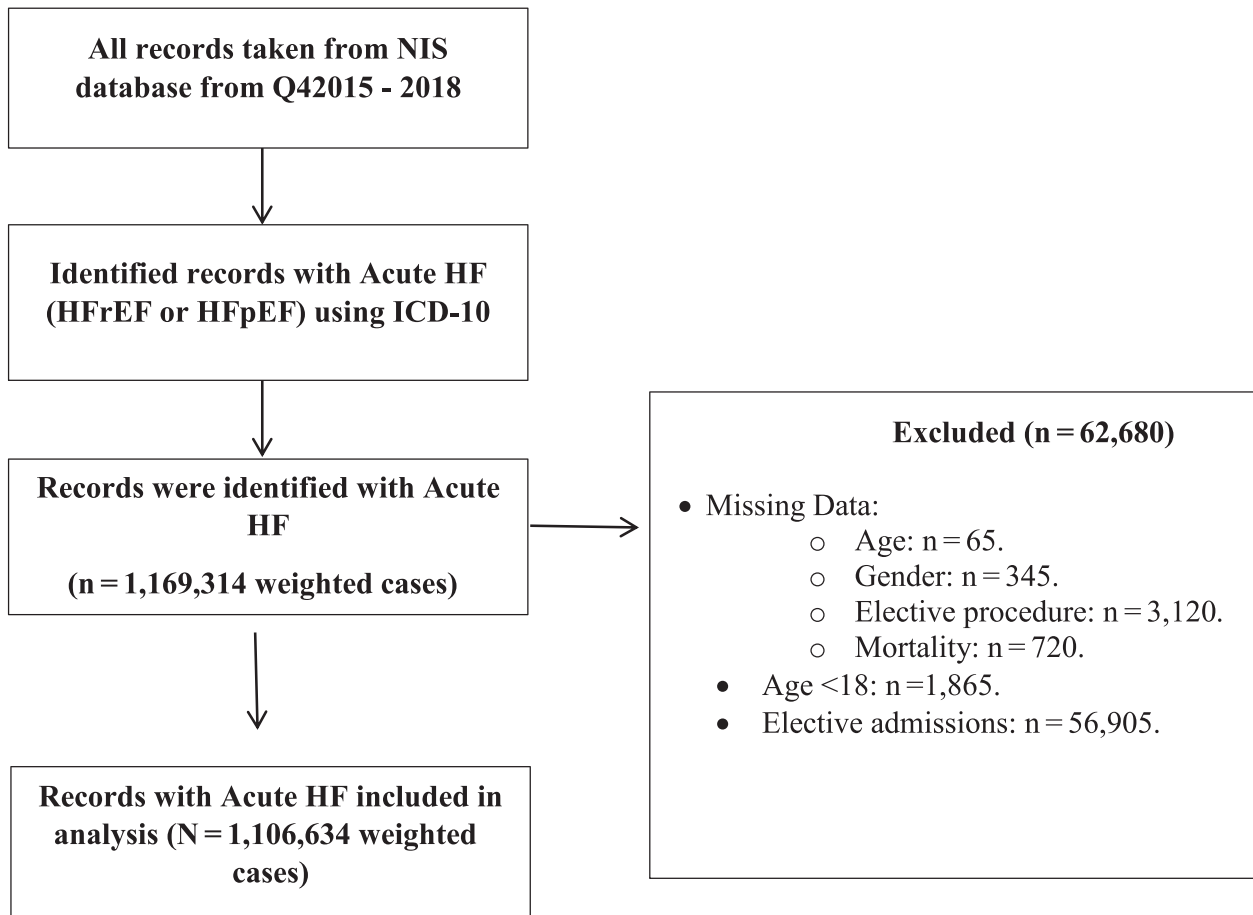 All records taken from NIS
database from Q42015 - 2018
Identified records with Acute HF
(HFrEF or HFpEF) using ICD-10
Records were identified with Acute
HF
(n = 1,169,314 weighted cases)
Excluded (n = 62,680)
• Missing Data:
o Age: n = 65.
o Gender: n = 345.
o Elective procedure: n = 3,120.
o Mortality: n = 720.
• Age <18: n =1,865.
• Elective admissions: n = 56,905.
Records with Acute HF included in
analysis (N = 1,106,634 weighted
cases)